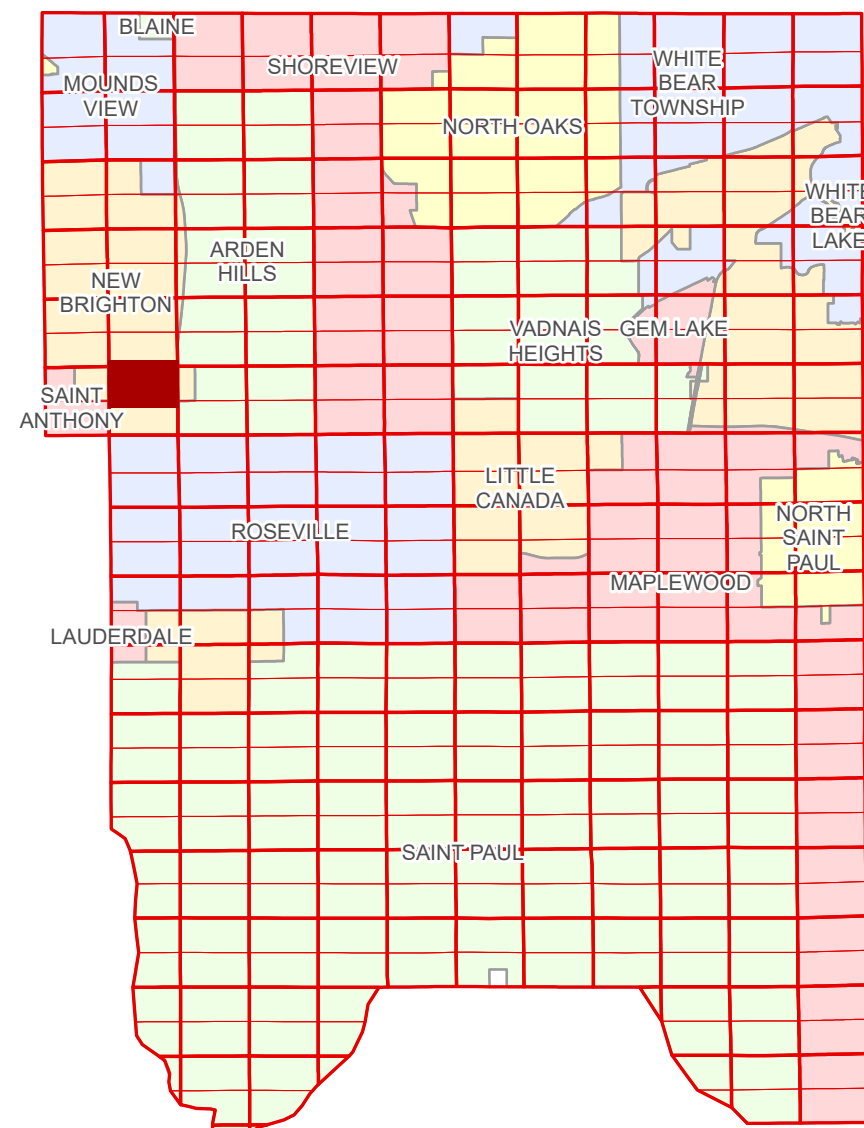 BLAINE
SHOREVIEW
WHITE
BEAR
TOWNSHIP
MOUNDS
VIEW
NORTH OAKS
WHITE
BEAR
LAKE
ARDEN
HILLS
NEW
BRIGHTON
VADNAIS
HEIGHTS
GEM LAKE
SAINT
ANTHONY
LITTLE
CANADA
NORTH
SAINT
PAUL
ROSEVILLE
MAPLEWOOD
LAUDERDALE
SAINT PAUL